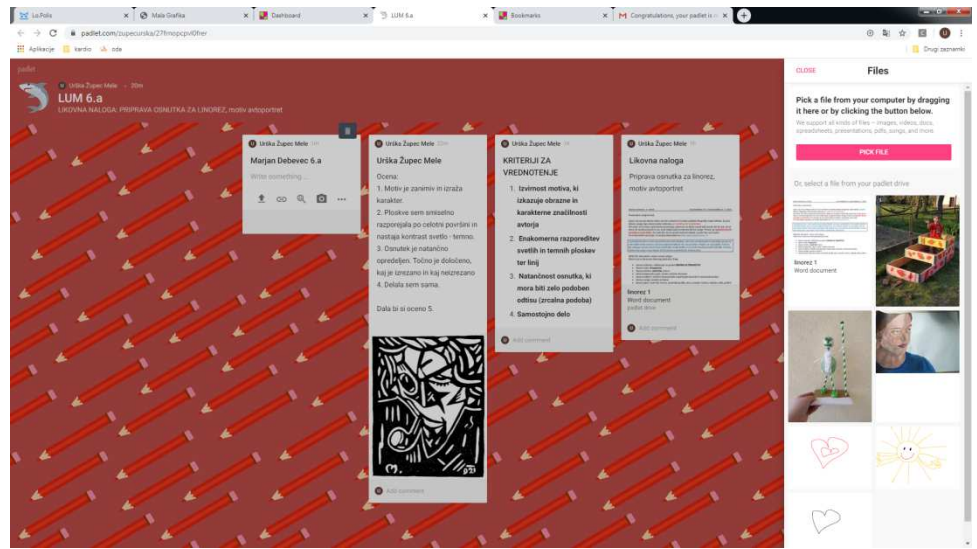 Lo.Polis
Mala Grafika
Dashboard
LUM 6.a
Bookmarks
Congratulations, your padlet is
padlet.com/zupecurska/27frnopcpvl0fier
Aplikacije
kardio
oda
Drugi zaznamki
padlet
Urška Župec Mele • 20m
LUM 6.a
LIKOVNA NALOGA: PRIPRAVA OSNUTKA ZA LINOREZ, motiv avtoportret
Urška Župec Mele
Marjan Debevec 6.a
Write something...
Urška Župec Mele
Urška Župec Mele
Ocena:
1. Motiv je zanimiv in izraža
karakter.
2. Ploskve sem smiselno
razporejala po celotni površini in
nastaja kontrast svetlo - temno.
3. Osnutek je natančno
opredeljen. Točno je določeno,
kaj je izrezano in kaj neizrezano
4. Delala sem sama.
Dala bi si oceno 5.
Add comment
Urška Župec Mele
KRITERIJI ZA
VREDNOTENJE
1. Izvirnost motiva, ki
izkazuje obrazne in
karakterne značilnosti
avtorja
2. Enakomerna razporeditev
svetlih in temnih ploskev
ter linij
3. Natančnost osnutka, ki
mora biti zelo podoben
odtisu (zrcalna podoba)
4. Samostojno delo
Add comment
Urška Župec Mele
Likovna naloga
Priprava osnutka za linorez,
motiv avtoportret
linorez 1
Word document
padlet drive
Add comment
CLOSE
Files
Pick a file from your computer by dragging
it here or by clicking the button below.
We support all kinds of files – images, videos, docs,
spreadsheets, presentations, pdfs, songs, and more.
PICK FILE
Or, select a file from your padlet drive
linorez 1
Word document